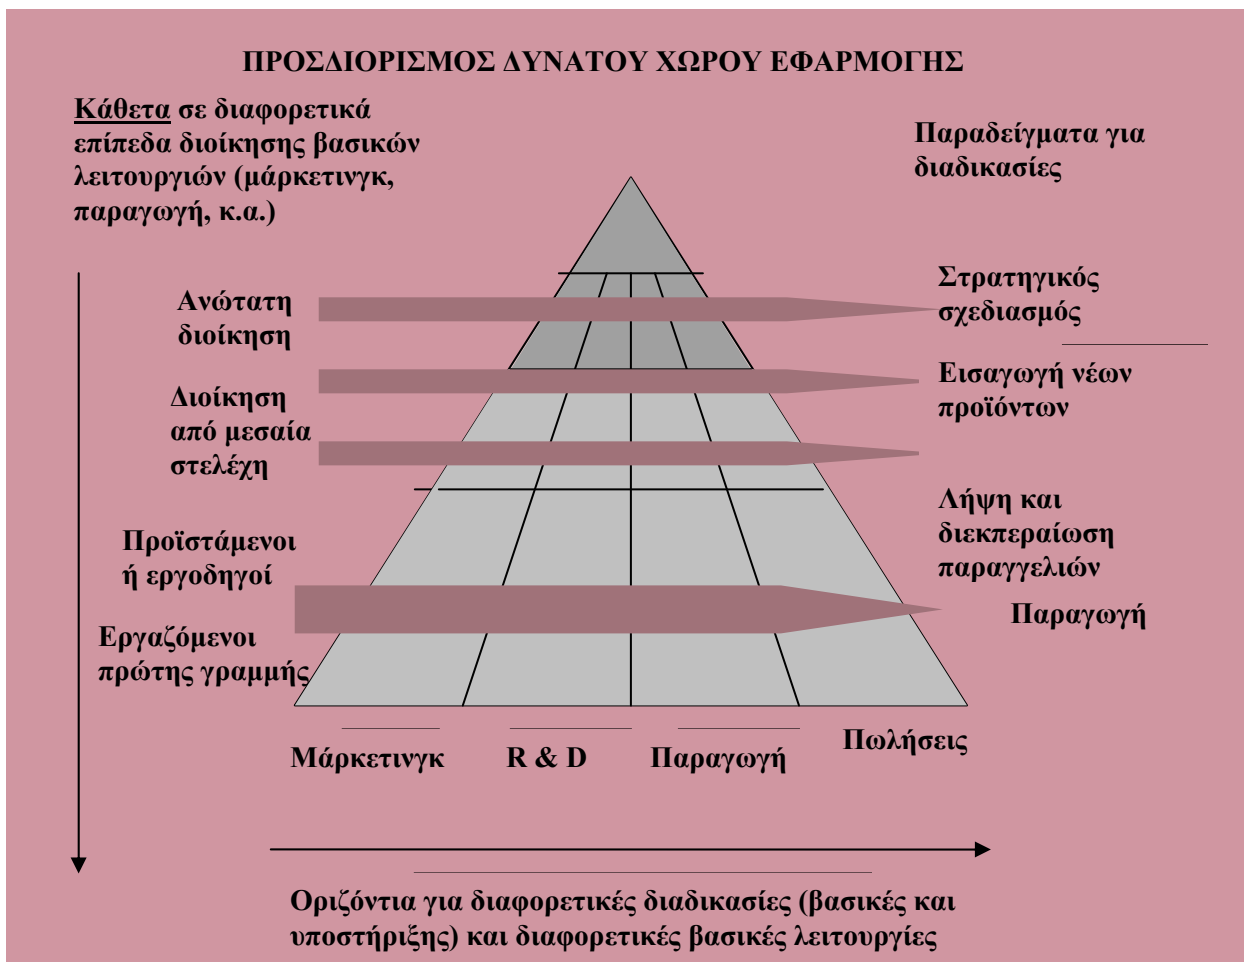 ΠΡΟΣΔΙΟΡΙΣΜΟΣ ΔΥΝΑΤΟΥ ΧΩΡΟΥ ΕΦΑΡΜΟΓΗΣ
Κάθετα σε διαφορετικά
επίπεδα διοίκησης βασικών
λειτουργιών (μάρκετινγκ,
παραγωγή, κ.α.)
Παραδείγματα για
διαδικασίες
Ανώτατη
διοίκηση
Στρατηγικός
σχεδιασμός
Διοίκηση
από μεσαία
στελέχη
Εισαγωγή νέων
προϊόντων
Προϊστάμενοι
ή εργοδηγοί
Λήψη και
διεκπεραίωση
παραγγελιών
Εργαζόμενοι
πρώτης γραμμής
Παραγωγή
Μάρκετινγκ
R & D
Παραγωγή
Πωλήσεις
Οριζόντια για διαφορετικές διαδικασίες (βασικές και
υποστήριξης) και διαφορετικές βασικές λειτουργίες